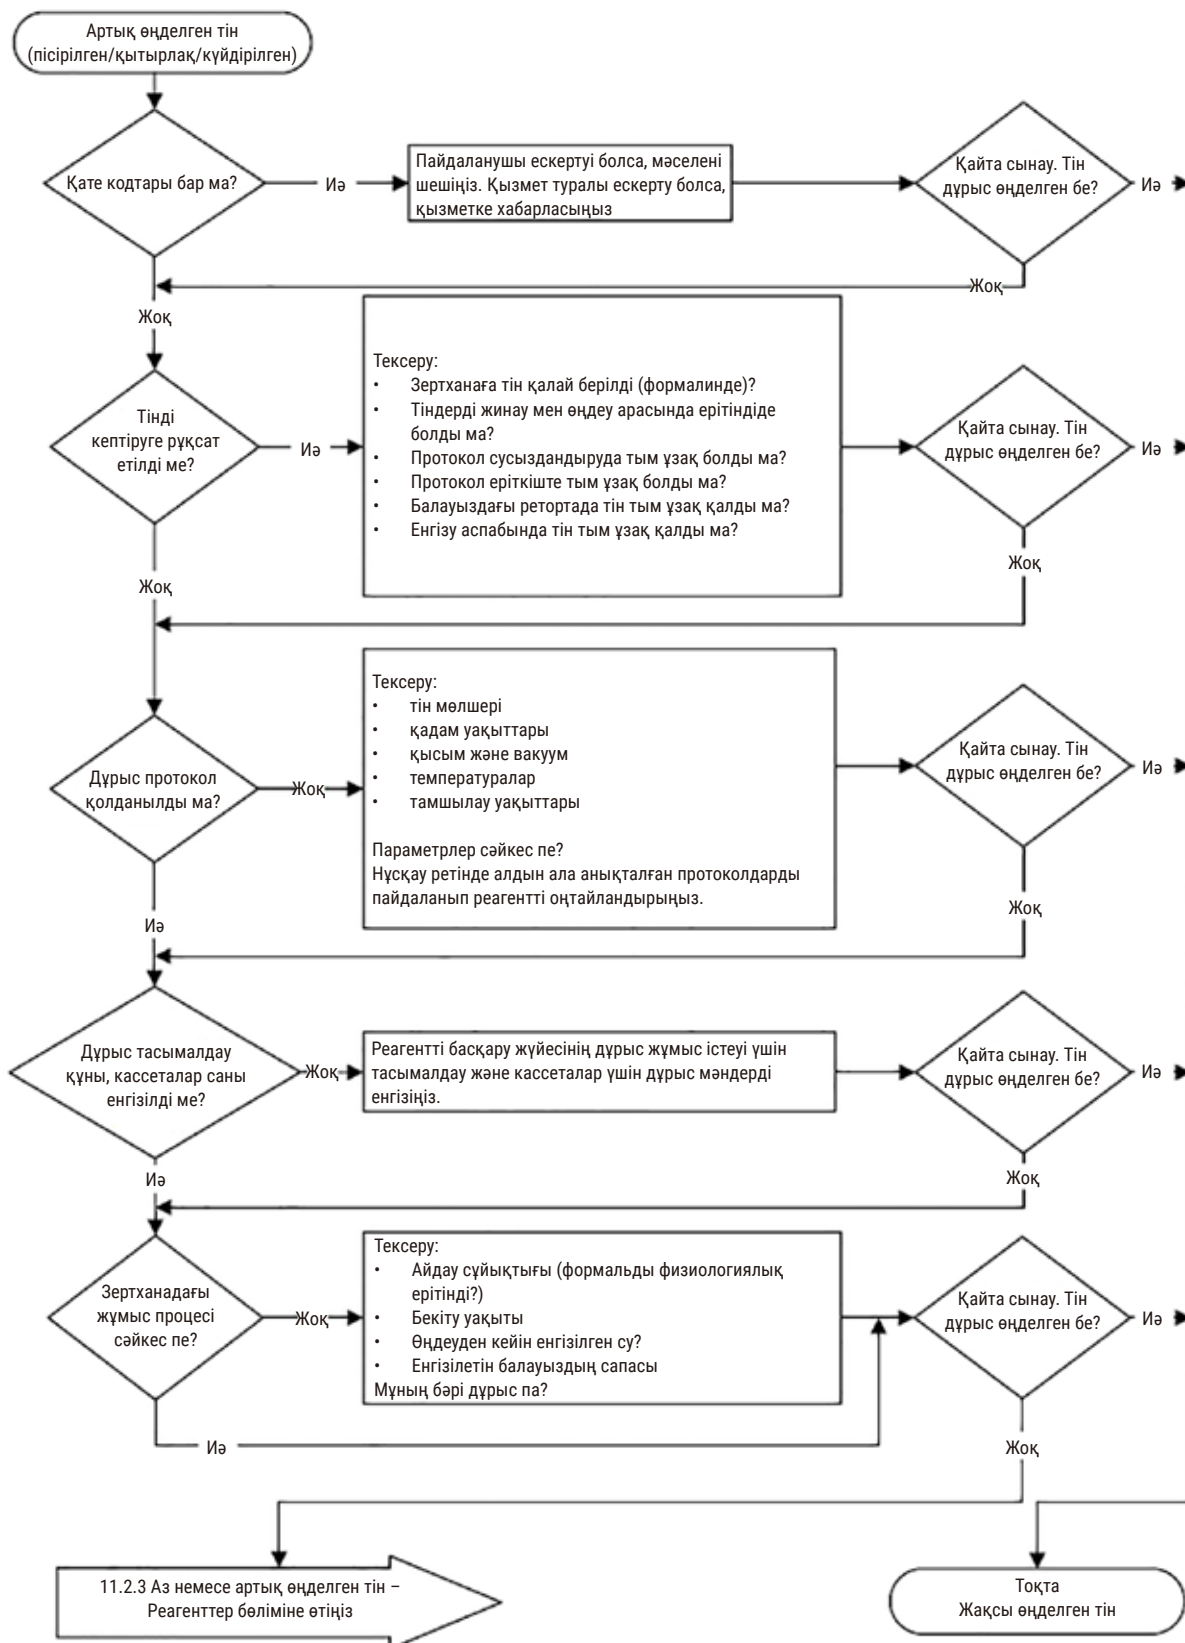 Артық өңделген тін
(пісірілген/қытырлақ/күйдірілген)
Қате кодтары бар ма?
Иә
Пайдаланушы ескертуі болса, мәселені
шешіңіз. Қызмет туралы ескерту болса,
қызметке хабарласыңыз
Қайта сынау. Тін
дұрыс өңделген бе?
Иә
Жоқ
Жоқ
Тінді
кептіруге рұқсат
етілді ме?
Иә
Тексеру:
• Зертханаға тін қалай берілді (формалинде)?
• Тіндерді жинау мен өңдеу арасында ерітіндіде
болды ма?
• Протокол сусыздандыруда тым ұзақ болды ма?
• Протокол еріткіште тым ұзақ болды ма?
• Балауыздағы ретортада тін тым ұзақ қалды ма?
• Енгізу аспабында тін тым ұзақ қалды ма?
Қайта сынау. Тін
дұрыс өңделген бе?
Иә
Жоқ
Жоқ
Дұрыс протокол
қолданылды ма?
Жоқ
Тексеру:
• тін мөлшері
• қадам уақыттары
• қысым және вакуум
• температуралар
• тамшылау уақыттары
Параметрлер сәйкес пе?
Нұсқау ретінде алдын ала анықталған протоколдарды
пайдаланып реагентті оңтайландырыңыз.
Қайта сынау. Тін
дұрыс өңделген бе?
Иә
Жоқ
Иә
Дұрыс тасымалдау
құны, кассеталар саны
енгізілді ме?
Жоқ
Реагентті басқару жүйесінің дұрыс жұмыс істеуі үшін
тасымалдау және кассеталар үшін дұрыс мәндерді
енгізіңіз.
Қайта сынау. Тін
дұрыс өңделген бе?
Иә
Жоқ
Иә
Зертханадағы
жұмыс процесі
сәйкес пе?
Жоқ
Тексеру:
• Айдау сұйықтығы (формальды физиологиялық
ерітінді?)
• Бекіту уақыты
• Өңдеуден кейін енгізілген су?
• Енгізілетін балауыздың сапасы
Мұның бәрі дұрыс па?
Қайта сынау. Тін
дұрыс өңделген бе?
Иә
Иә
Жоқ
11.2.3 Аз немесе артық өңделген тін –
Реагенттер бөліміне өтіңіз
Тоқта
Жақсы өңделген тін